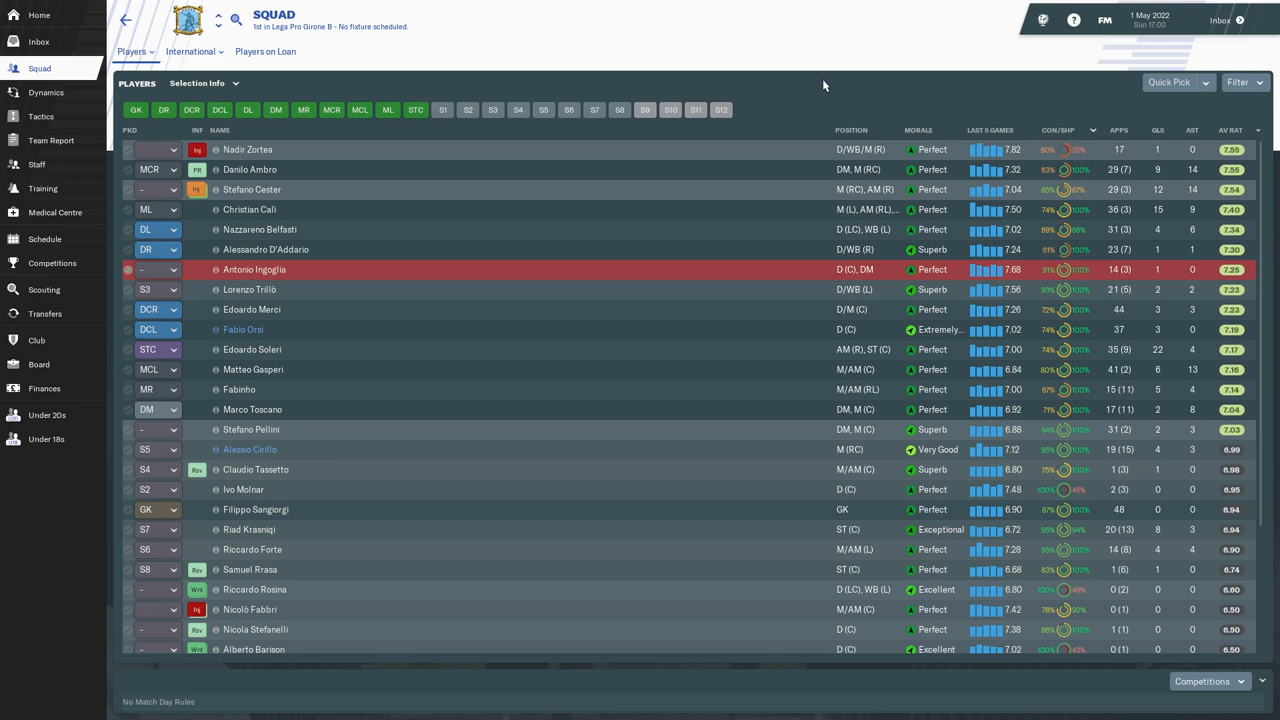 Home
Inbox
Squad
Dynamics
Tactics
Team Report
Staff
Training
Medical Centre
Schedule
Competitions
Scouting
Transfers
Club
Board
Finances
Under 20s
Under 18s
SQUAD
1st in Lega Pro Girone B - No fixture scheduled.
? FM 1 May 2022 Sun 17:00 Inbox
Players International Players on Loan
PLAYERS Selection Info Quick Pick Filter
GK DR DCR DCL DL DM MR MCR MCL ML STC S1 S2 S3 S4 S5 S6 S7 S8 S9 S10 S11 S12
PKD INF NAME POSITION MORALE LAST 5 GAMES CON/SHP APPS GLS AST AV RAT
- Inj Nadir Zortea D/WB/M (R) Perfect 7.82 60% 35% 17 1 0 7.55
MCR PR Danilo Ambro DM, M (RC) Perfect 7.32 63% 100% 29 (7) 9 14 7.55
- Inj Stefano Cester M (RC), AM (R) Perfect 7.04 85% 67% 29 (3) 12 14 7.54
ML Christian Cali M (L), AM (RL),... Perfect 7.50 74% 100% 36 (3) 15 9 7.40
DL Nazzareno Belfasti D (LC), WB (L) Perfect 7.02 69% 96% 31 (3) 4 6 7.34
DR Alessandro D'Addario D/WB (R) Superb 7.24 61% 100% 23 (7) 1 1 7.30
- Antonio Ingoglia D (C), DM Perfect 7.68 91% 100% 14 (3) 1 0 7.25
S3 Lorenzo Trillò D/WB (L) Superb 7.56 93% 100% 21 (5) 2 2 7.23
DCR Edoardo Merci D/M (C) Perfect 7.26 72% 100% 44 3 3 7.23
DCL Fabio Orsi D (C) Extremely... 7.02 74% 100% 37 3 0 7.19
STC Edoardo Soleri AM (R), ST (C) Perfect 7.00 74% 100% 35 (9) 22 4 7.17
MCL Matteo Gasperi M/AM (C) Perfect 6.84 80% 100% 41 (2) 6 13 7.16
MR Fabinho M/AM (RL) Perfect 7.00 67% 100% 15 (11) 5 4 7.14
DM Marco Toscano DM, M (C) Perfect 6.92 71% 100% 17 (11) 2 8 7.04
- Stefano Pellini DM, M (C) Superb 6.88 94% 100% 31 (2) 2 3 7.03
S5 Alessio Cirillo M (RC) Very Good 7.12 95% 100% 19 (15) 4 3 6.99
S4 Rsv Claudio Tassetto M/AM (C) Superb 6.80 75% 100% 1 (3) 1 0 6.98
S2 Ivo Molnar D (C) Perfect 7.48 100% 45% 2 (3) 0 0 6.95
GK Filippo Sangiorgi GK Perfect 6.90 87% 100% 48 0 0 6.94
S7 Riad Krasniqi ST (C) Exceptional 6.72 95% 94% 20 (13) 8 3 6.94
S6 Riccardo Forte M/AM (L) Perfect 7.28 95% 100% 14 (8) 4 4 6.90
S8 Rsv Samuel Rrasa ST (C) Perfect 6.68 83% 100% 1 (6) 1 0 6.74
- Wnt Riccardo Rosina D (LC), WB (L) Excellent 6.80 100% 46% 0 (2) 0 0 6.60
- Inj Nicolò Fabbri M/AM (C) Perfect 7.42 78% 90% 0 (1) 0 0 6.50
- Rsv Nicola Stefanelli D (C) Perfect 7.38 86% 100% 1 (1) 0 0 6.50
- Wnt Alberto Barison D (C) Excellent 7.02 100% 43% 0 (1) 0 0 6.50
Competitions
No Match Day Rules